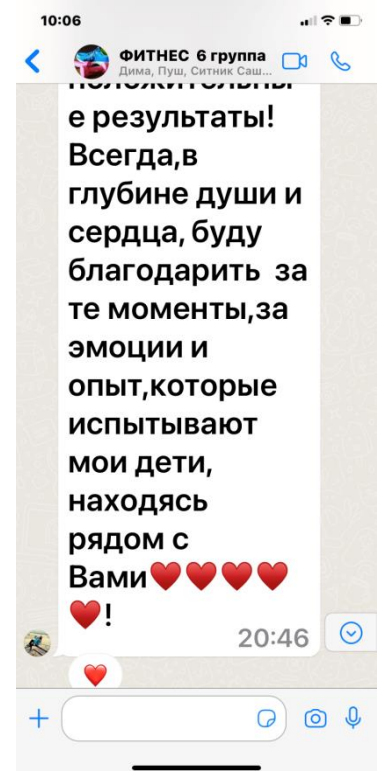 10:06
ФИТНЕС 6 группа
Дима, Пуш, Ситник Саш...
положительны
е результаты!
Всегда,в
глубине души и
сердца, буду
благодарить за
те моменты,за
эмоции и
опыт,которые
испытывают
мои дети,
находясь
рядом с
Вами❤️❤️❤️❤️
❤️!
20:46